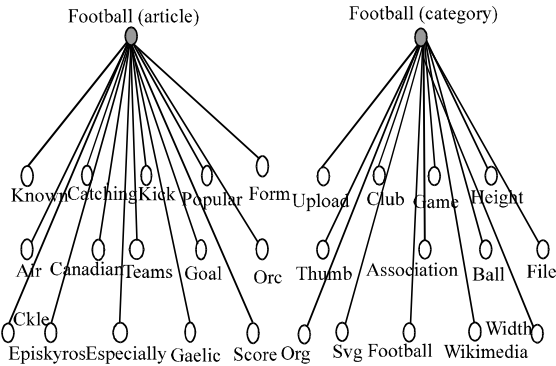 Football (article)
Football (category)
Known Catching Kick Popular Form
Upload Club Game Height
Air Canadian Teams Goal Orc
Thumb Association Ball File
Ckle
Episkyros Especially Gaelic Score
Org Svg Football Wikimedia
Width